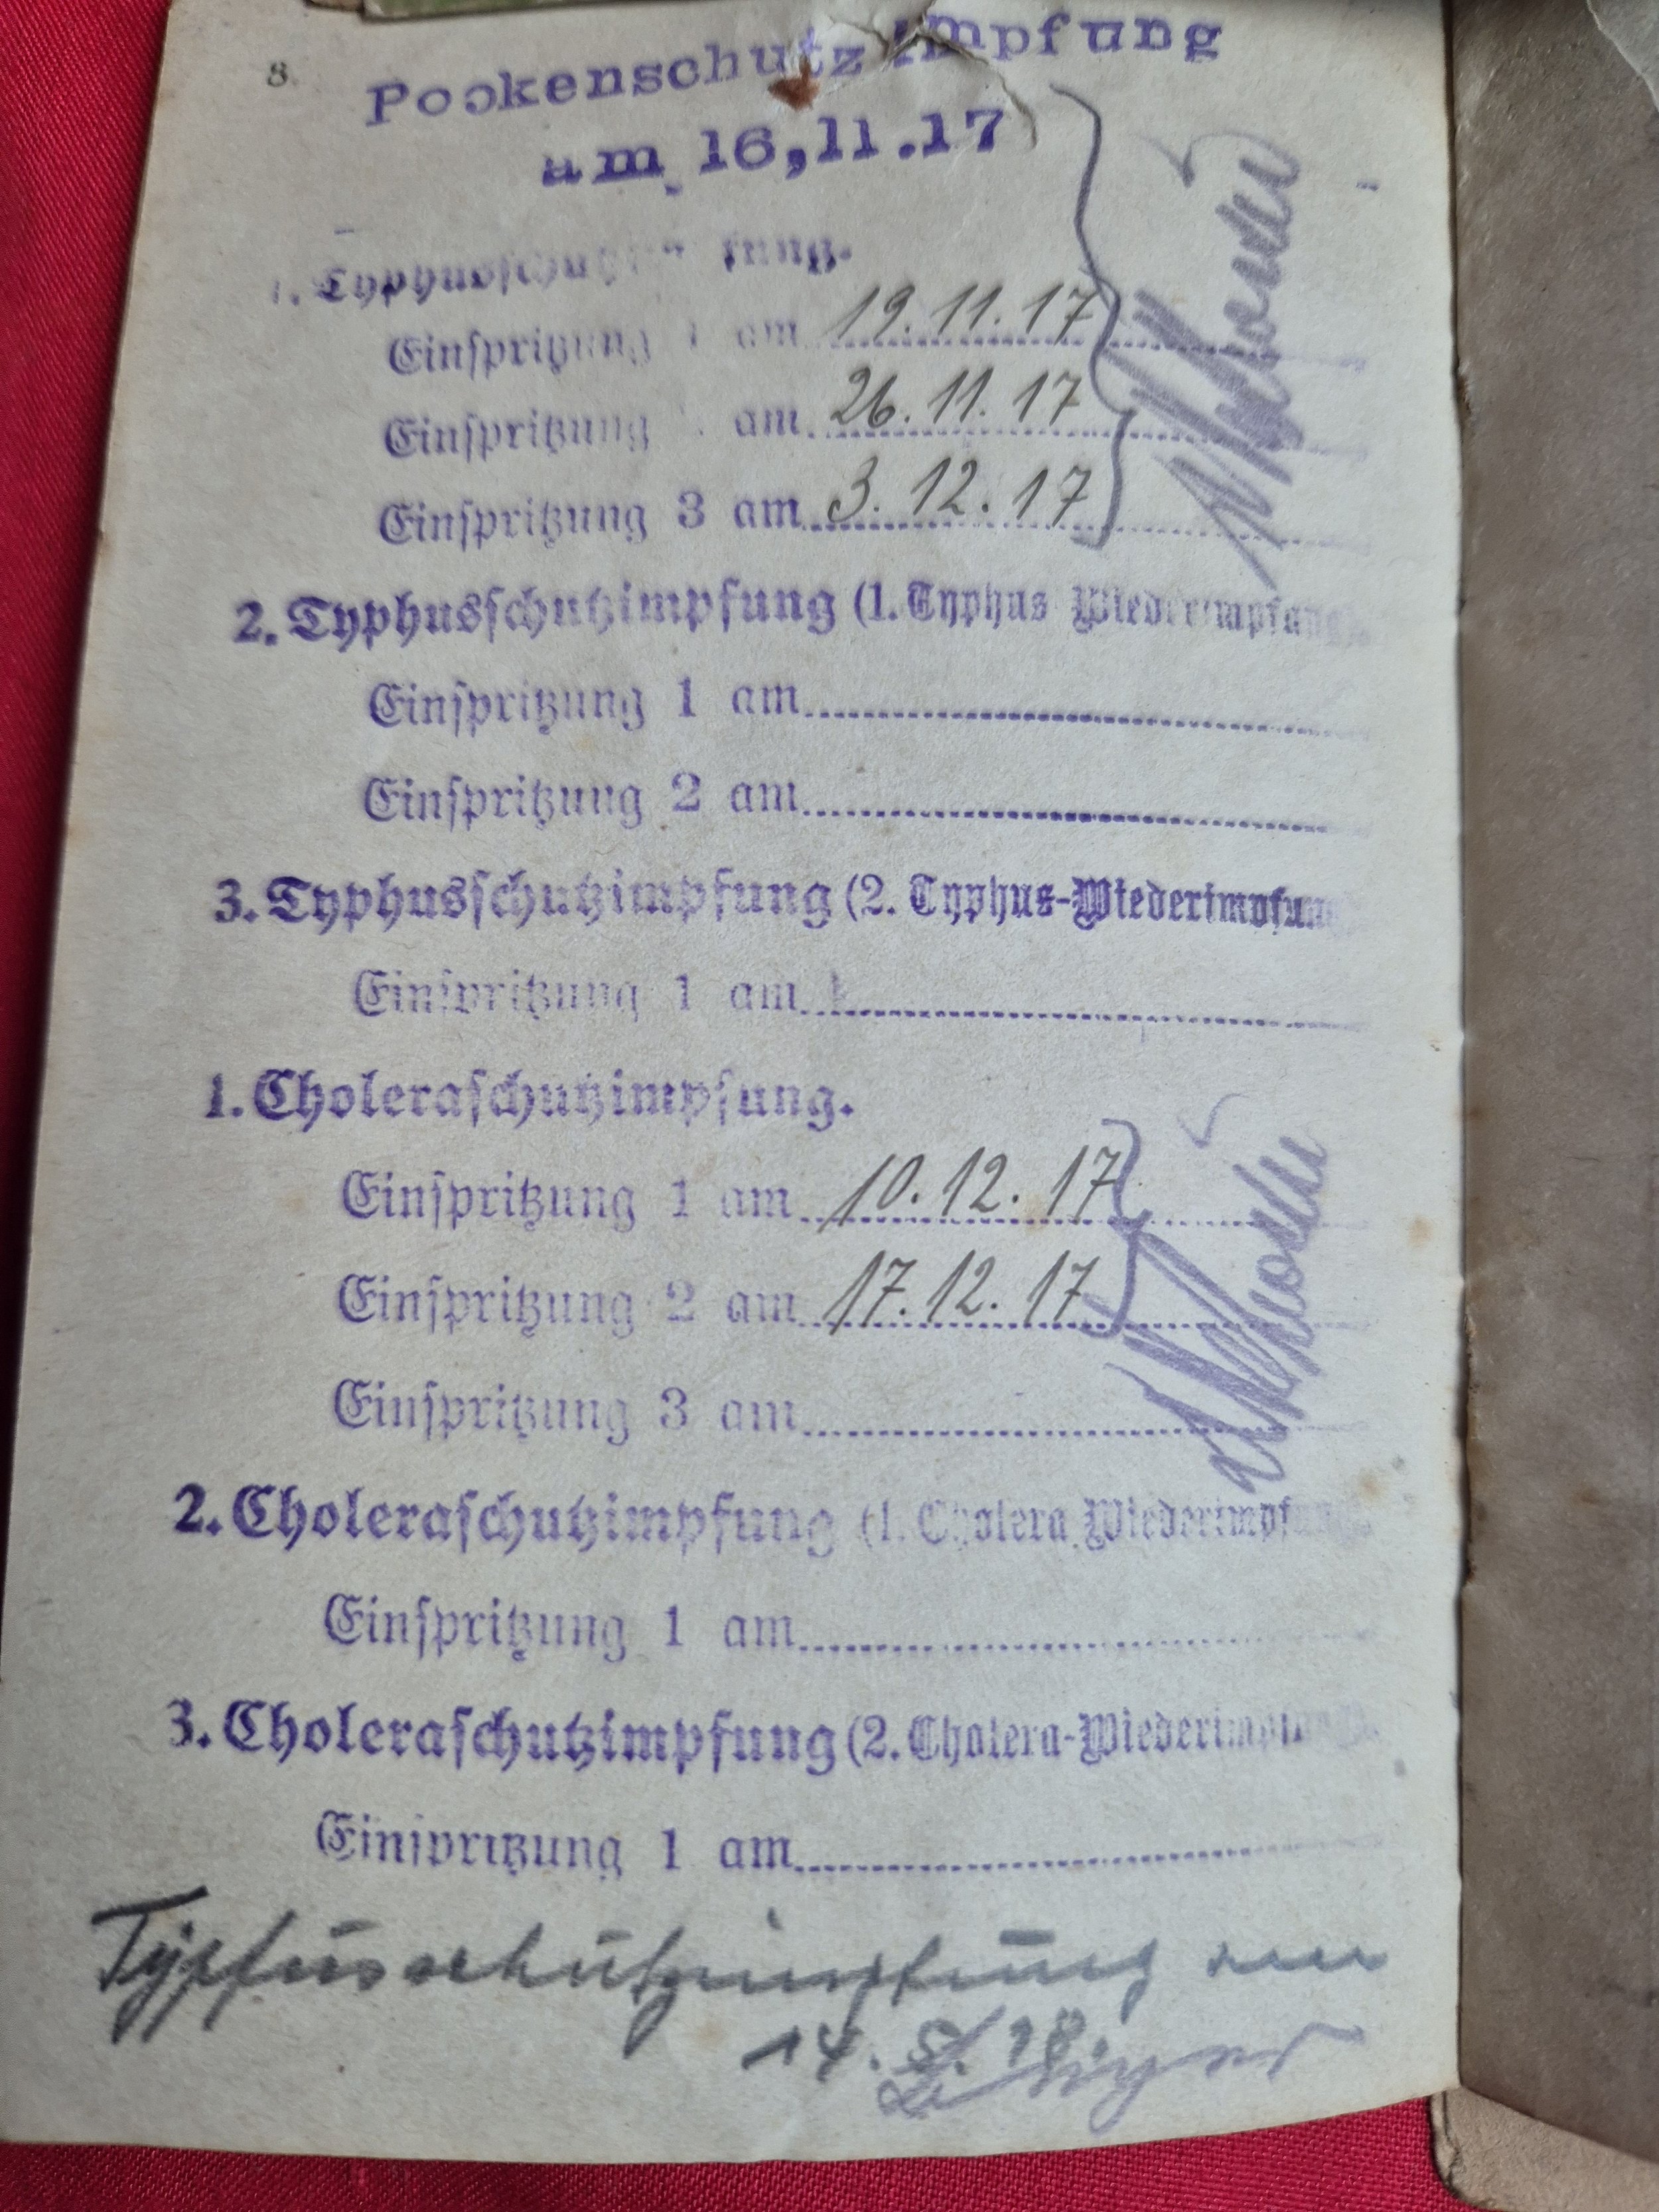 8.
Pockenschutz impfung
am 16,11.17
1. Typhusschutzimpfung.
Einspritzung 1 am 19.11.17
Einspritzung am 26.11.17
Einspritzung 3 am 3.12.17
2. Typhusschutzimpfung (1. Typhus Wiederimpfung).
Einspritzung 1 am
Einspritzung 2 am
3. Typhusschutzimpfung (2. Typhus-Wiederimpfung
Einspritzung 1 am
1. Choleraschutzimpfung.
Einspritzung 1 am 10.12.17
Einspritzung 2 am 17.12.17
Einspritzung 3 am
2. Choleraschutzimpfung (1. Cholera Wiederimpfung
Einspritzung 1 am
3. Choleraschutzimpfung (2. Cholera-Wiederimpfung
Einspritzung 1 am
Typhusschutzimpfung am
14. 8. 18.